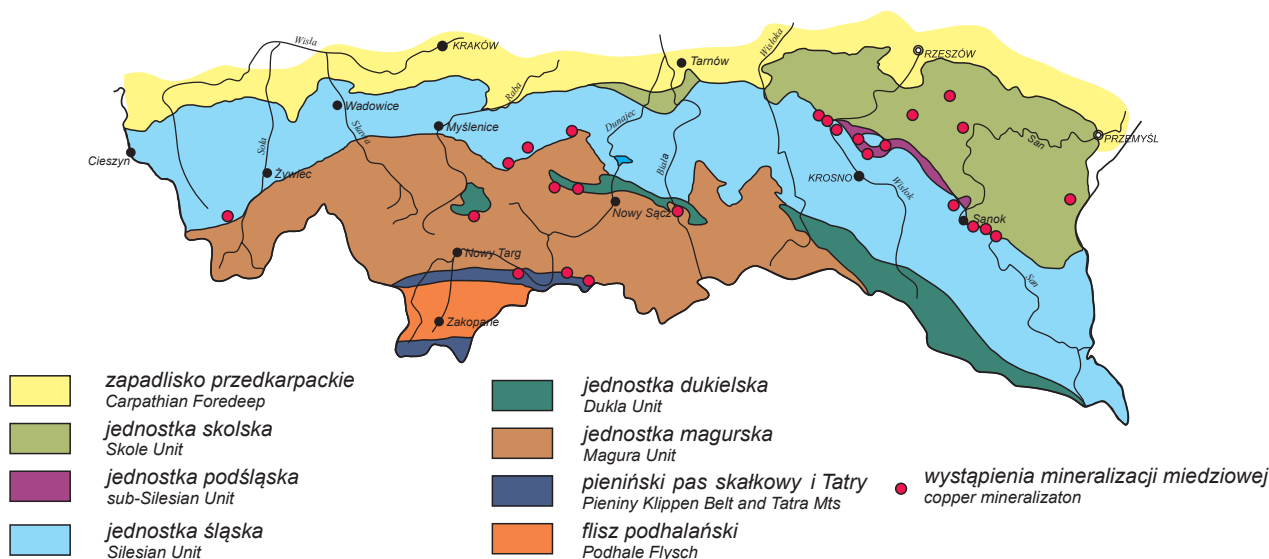 Wisła
KRAKÓW
Wisłoka
RZESZÓW
Tarnów
Raba
Wadowice
Skawa
Myślenice
Dunajec
Cieszyn
Soła
Żywiec
Biała
San
PRZEMYŚL
KROSNO
Wisłok
Nowy Sącz
Sanok
Nowy Targ
San
Zakopane
zapadlisko przedkarpackie
Carpathian Foredeep
jednostka skolska
Skole Unit
jednostka podśląska
sub-Silesian Unit
jednostka śląska
Silesian Unit
jednostka dukielska
Dukla Unit
jednostka magurska
Magura Unit
pieniński pas skałkowy i Tatry
Pieniny Klippen Belt and Tatra Mts
flisz podhalański
Podhale Flysch
wystąpienia mineralizacji miedziowej
copper mineralizaton